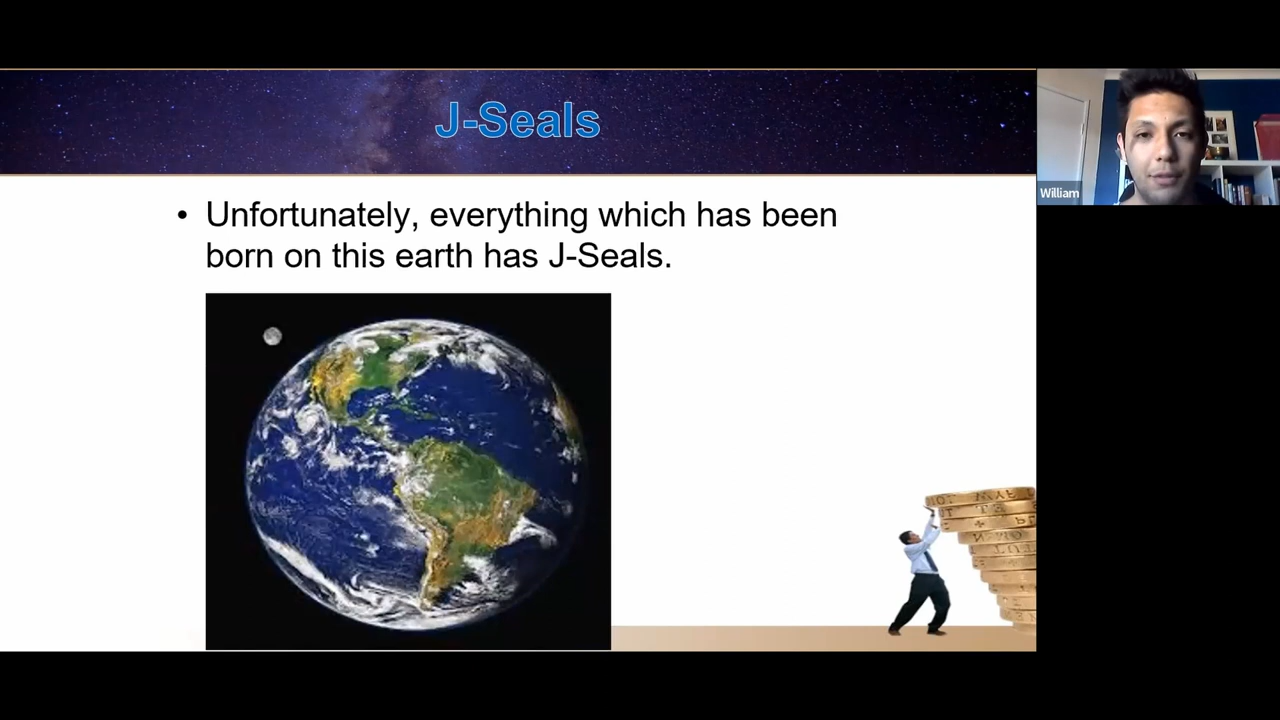 J-Seals
William
• Unfortunately, everything which has been
born on this earth has J-Seals.